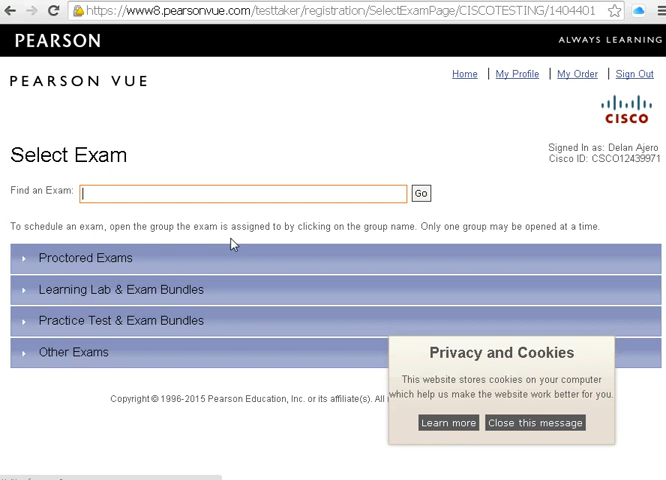 https://www8.pearsonvue.com/testtaker/registration/SelectExamPage/CISCOTESTING/1404401
PEARSON
ALWAYS LEARNING
PEARSON VUE
Home | My Profile | My Order | Sign Out
CISCO
Select Exam
Signed In as: Delan Ajero
Cisco ID: CSCO12439971
Find an Exam:
Go
To schedule an exam, open the group the exam is assigned to by clicking on the group name. Only one group may be opened at a time.
Proctored Exams
Learning Lab & Exam Bundles
Practice Test & Exam Bundles
Other Exams
Privacy and Cookies
This website stores cookies on your computer
which help us make the website work better for you.
Learn more
Close this message
Copyright © 1996-2015 Pearson Education, Inc. or its affiliate(s). All